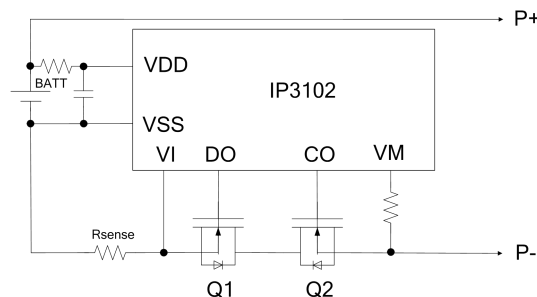 P+
VDD
BATT
IP3102
VSS
VI DO CO VM
Rsense
P-
Q1 Q2